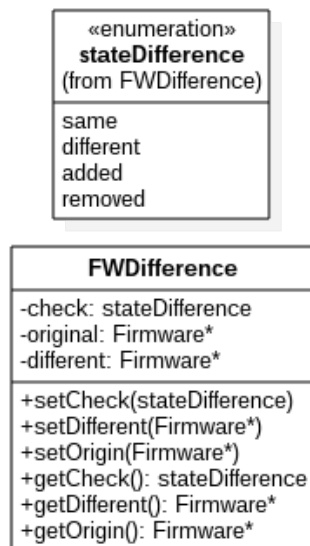 «enumeration»
stateDifference
(from FWDifference)
same
different
added
removed
FWDifference
-check: stateDifference
-original: Firmware*
-different: Firmware*
+setCheck(stateDifference)
+setDifferent(Firmware*)
+setOrigin(Firmware*)
+getCheck(): stateDifference
+getDifferent(): Firmware*
+getOrigin(): Firmware*